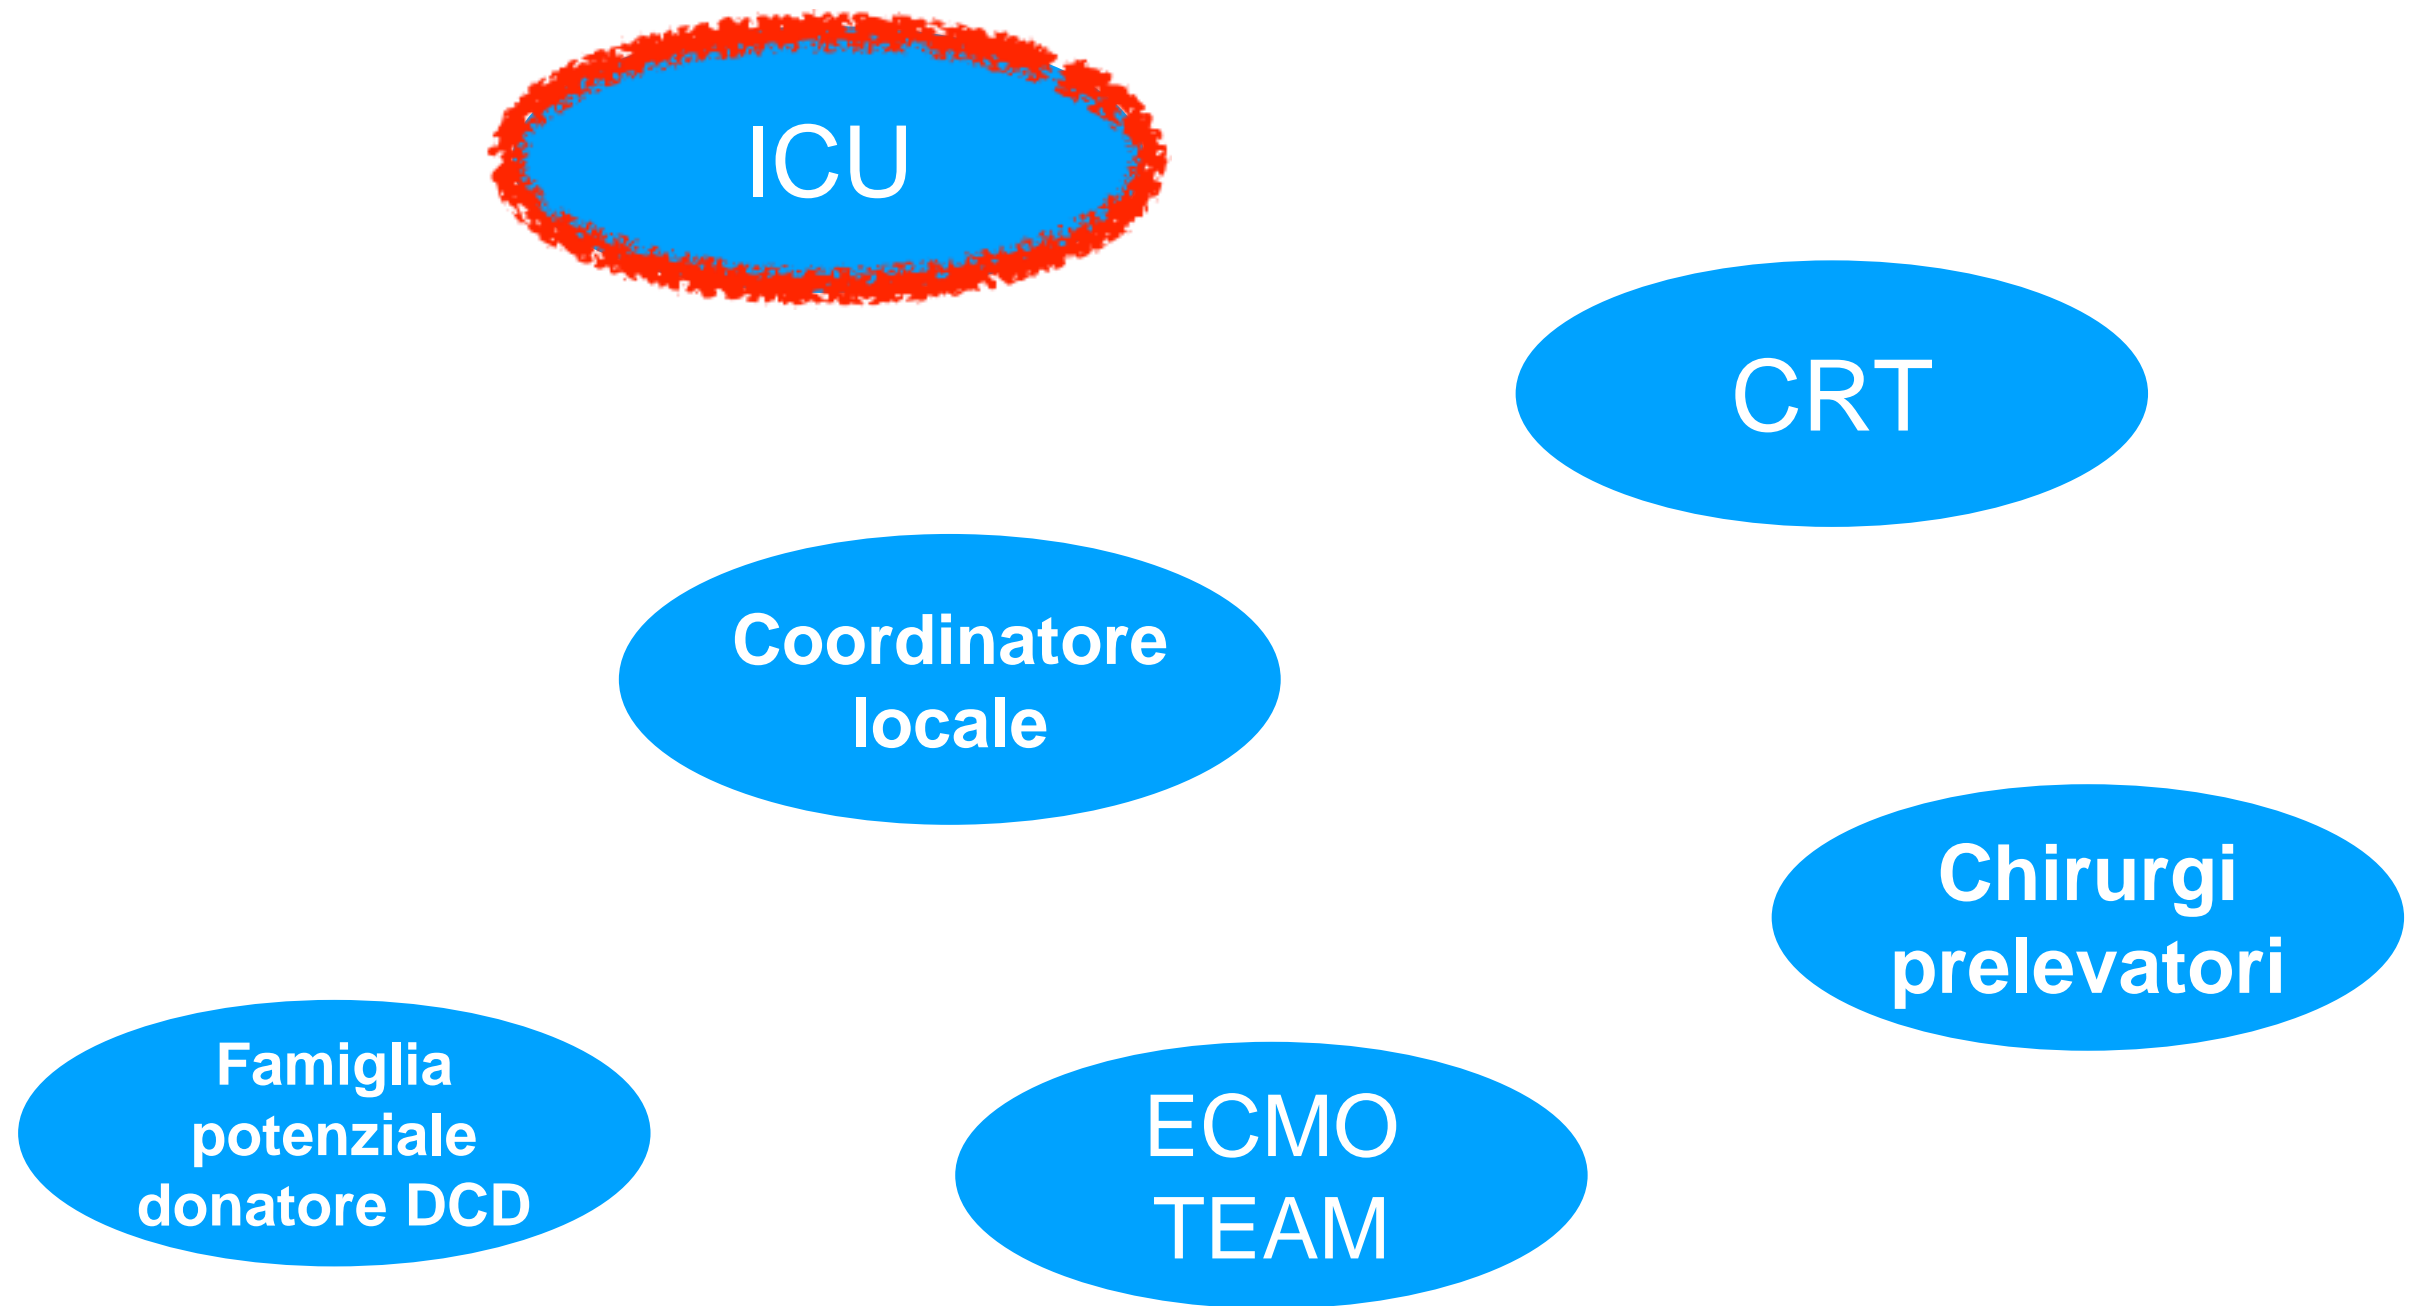 ICU
CRT
Coordinatore
locale
Chirurgi
prelevatori
Famiglia
potenziale
donatore DCD
ECMO
TEAM